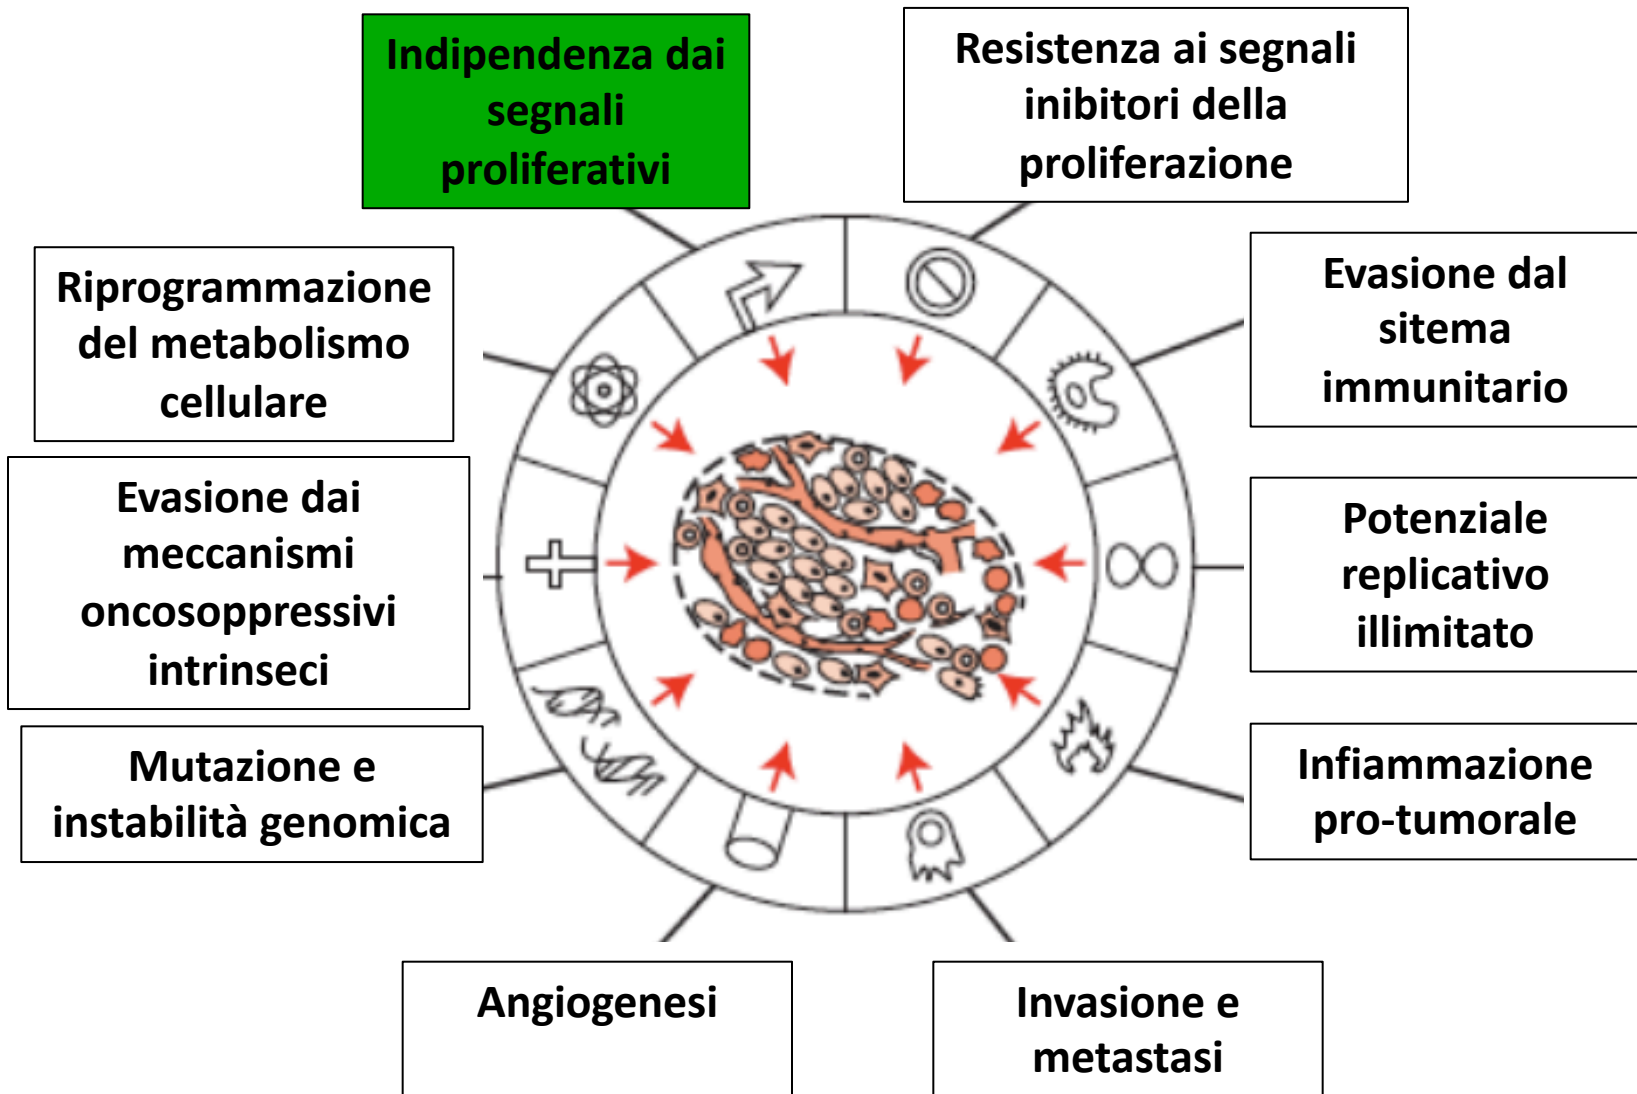 Indipendenza dai
segnali
proliferativi
Resistenza ai segnali
inibitori della
proliferazione
Riprogrammazione
del metabolismo
cellulare
Evasione dal
sitema
immunitario
Evasione dai
meccanismi
oncosoppressivi
intrinseci
Potenziale
replicativo
illimitato
Mutazione e
instabilità genomica
Infiammazione
pro-tumorale
Angiogenesi
Invasione e
metastasi